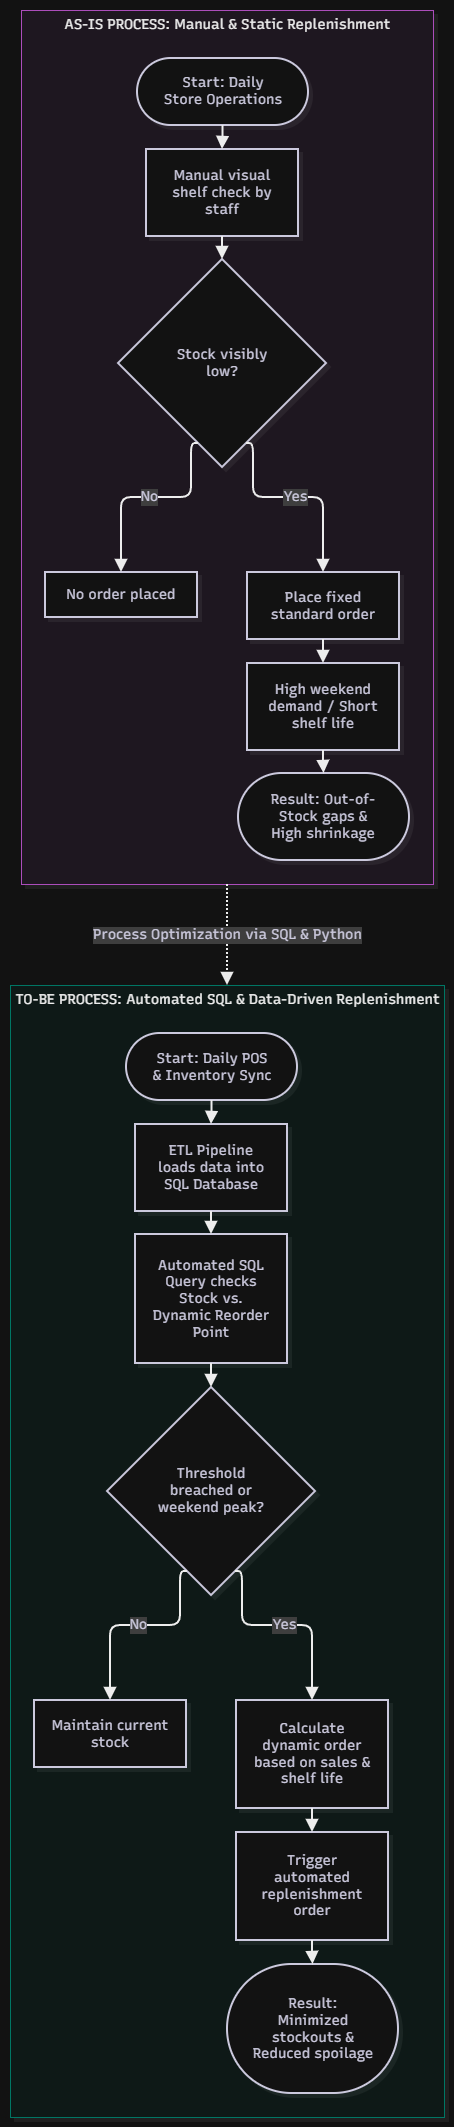 AS-IS PROCESS: Manual & Static Replenishment
Start: Daily
Store Operations
Manual visual
shelf check by
staff
Stock visibly
low?
No
Yes
No order placed
Place fixed
standard order
High weekend
demand / Short
shelf life
Result: Out-of-
Stock gaps &
High shrinkage
Process Optimization via SQL & Python
TO-BE PROCESS: Automated SQL & Data-Driven Replenishment
Start: Daily POS
& Inventory Sync
ETL Pipeline
loads data into
SQL Database
Automated SQL
Query checks
Stock vs.
Dynamic Reorder
Point
Threshold
breached or
weekend peak?
No
Yes
Maintain current
stock
Calculate
dynamic order
based on sales &
shelf life
Trigger
automated
replenishment
order
Result:
Minimized
stockouts &
Reduced spoilage